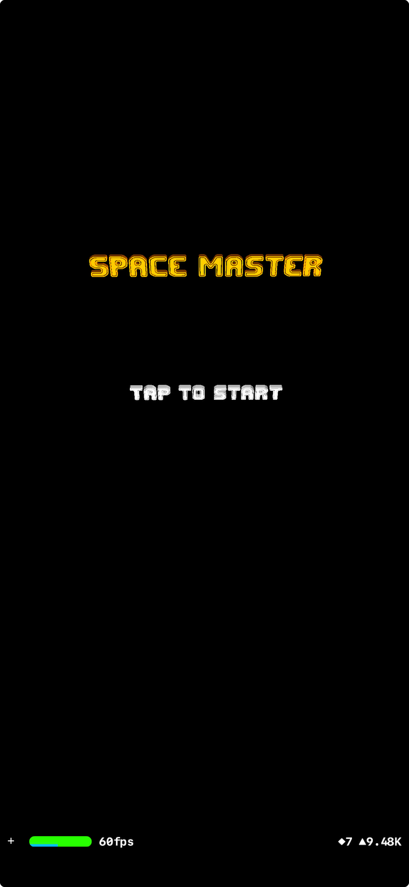 SPACE MASTER
TAP TO START
+ 60fps ◆7 ▲9.48K